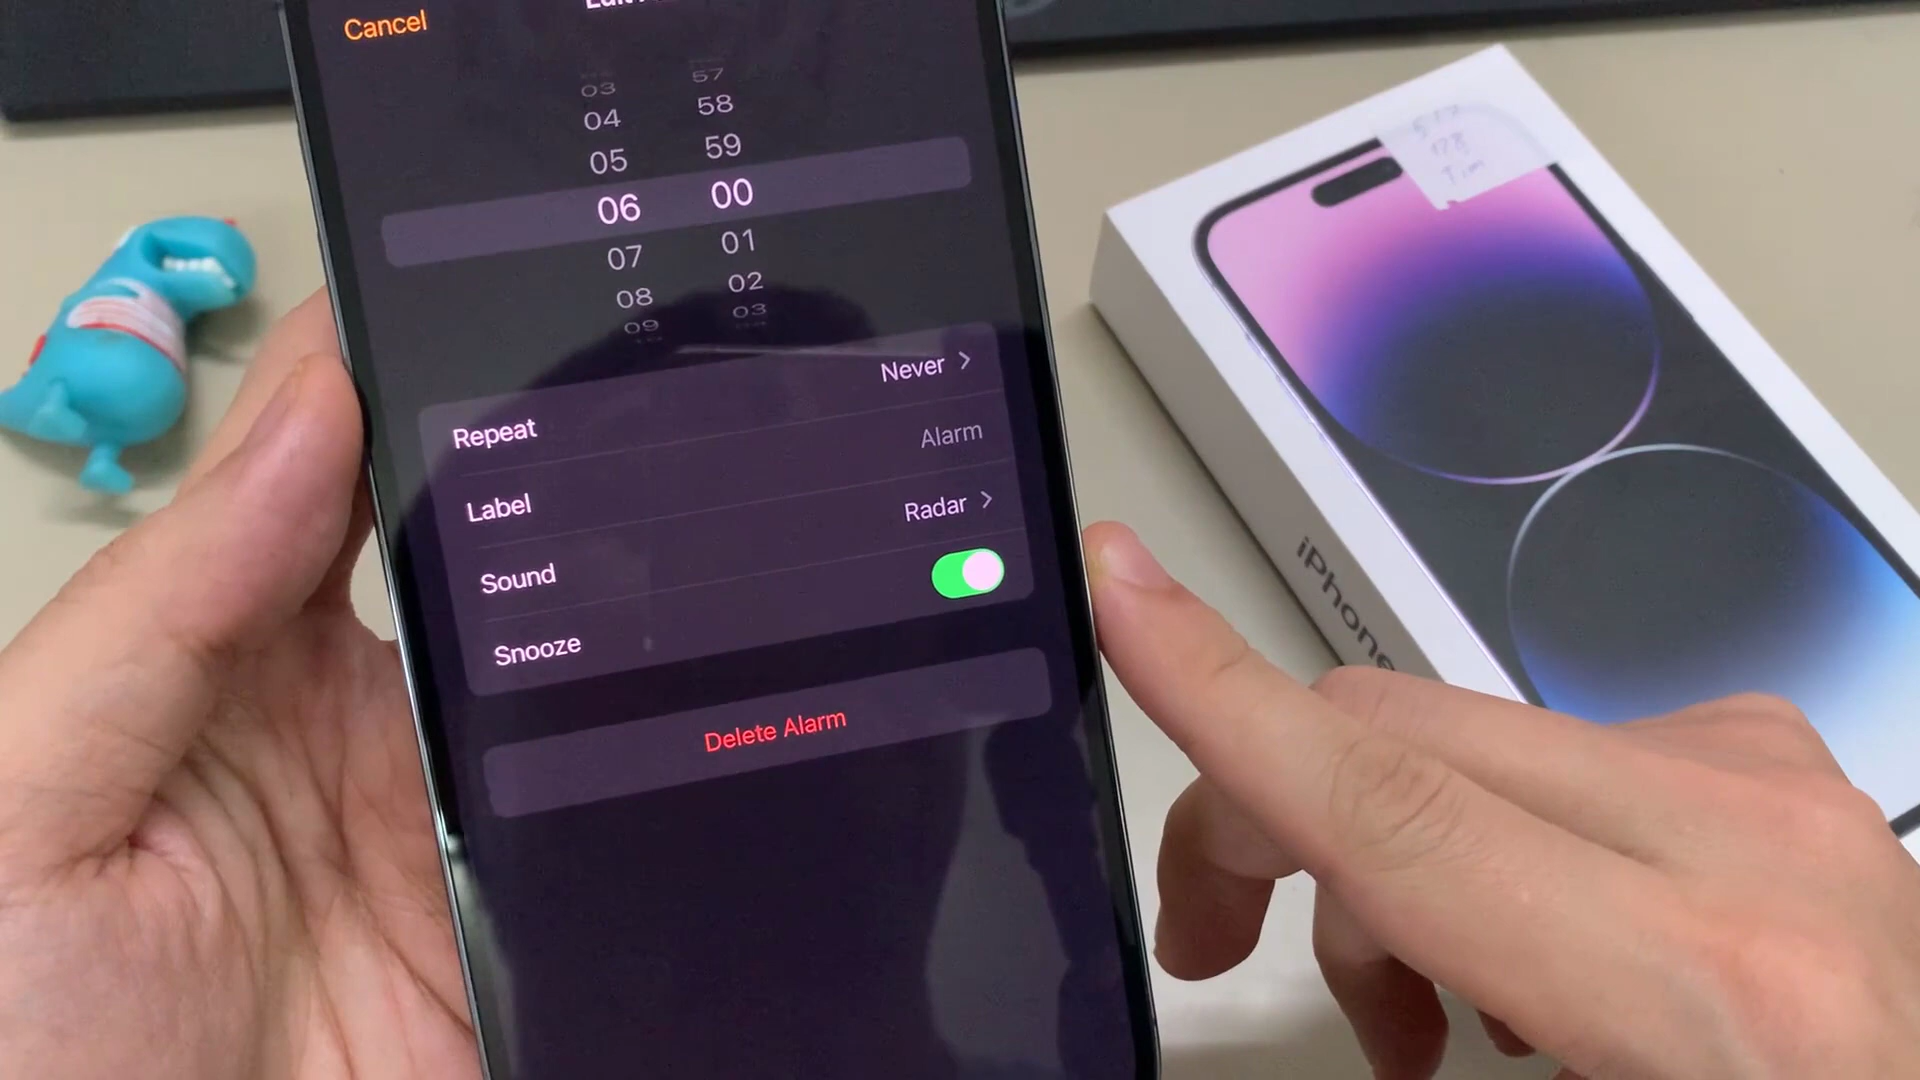 Cancel
03 57
04 58
05 59
06 00
07 01
08 02
09 03
Repeat Never
Label Alarm
Sound Radar
Snooze
Delete Alarm
iPhone